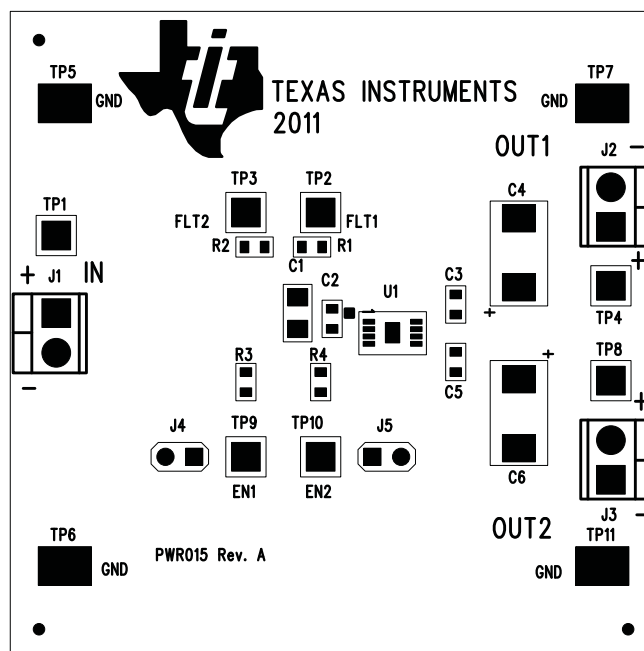 TP5
GND
TEXAS INSTRUMENTS
2011
TP7
GND
OUT1
J2
-
+
TP3
TP2
FLT2
FLT1
R2
R1
C4
TP1
+
J1
IN
-
C1
C2
U1
C3
+
TP4
R3
R4
C5
+
TP8
+
J4
TP9
TP10
J5
EN1
EN2
C6
J3
-
OUT2
TP6
GND
PWR015 Rev. A
TP11
GND